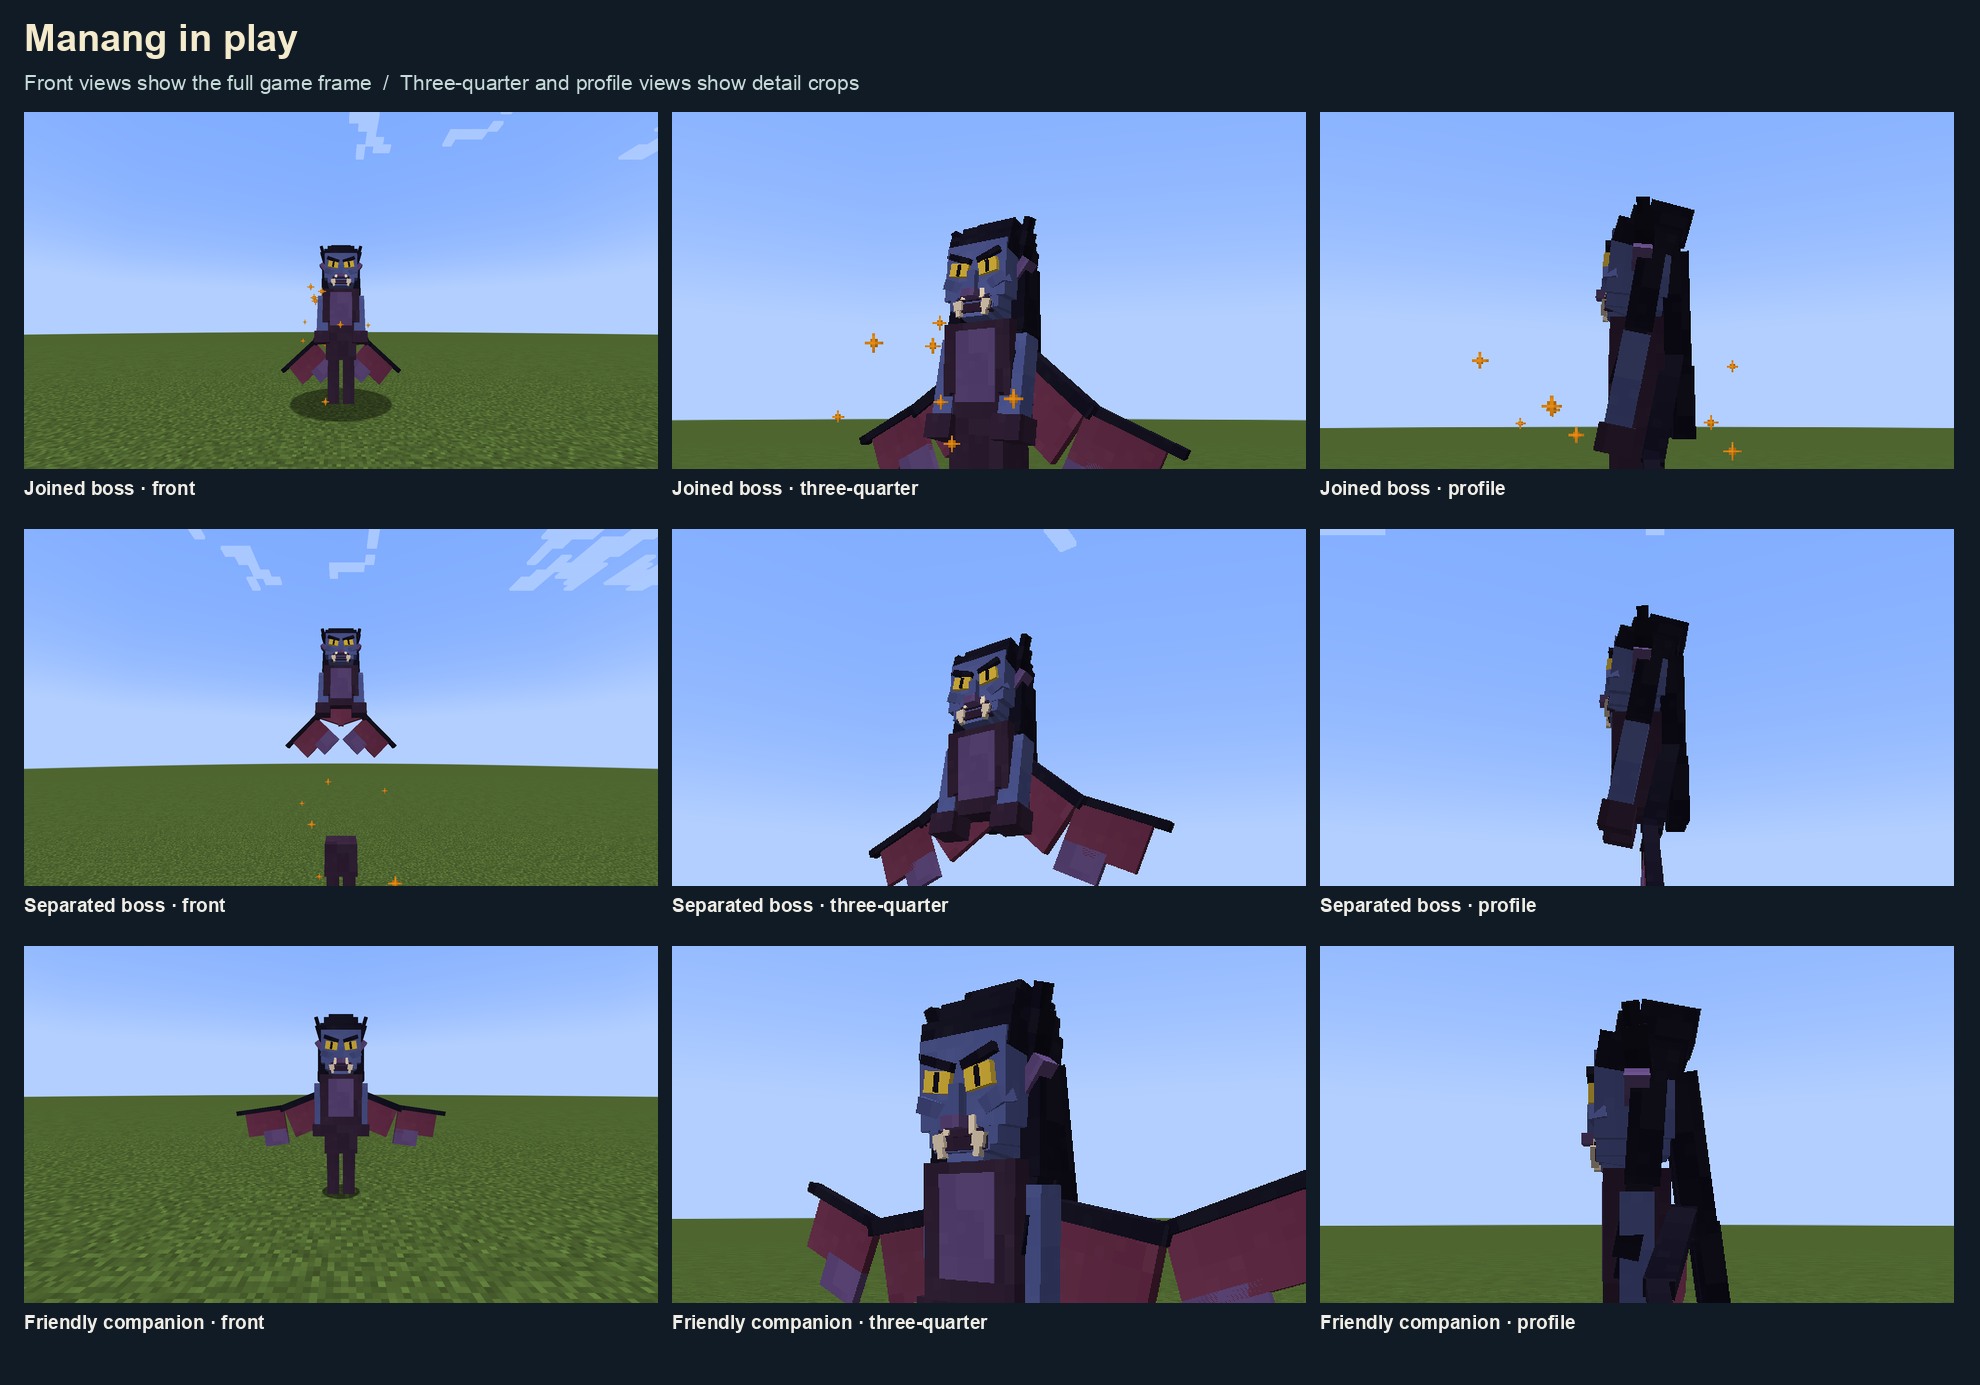 Manang in play
Front views show the full game frame / Three-quarter and profile views show detail crops
Joined boss · front
Joined boss · three-quarter
Joined boss · profile
Separated boss · front
Separated boss · three-quarter
Separated boss · profile
Friendly companion · front
Friendly companion · three-quarter
Friendly companion · profile